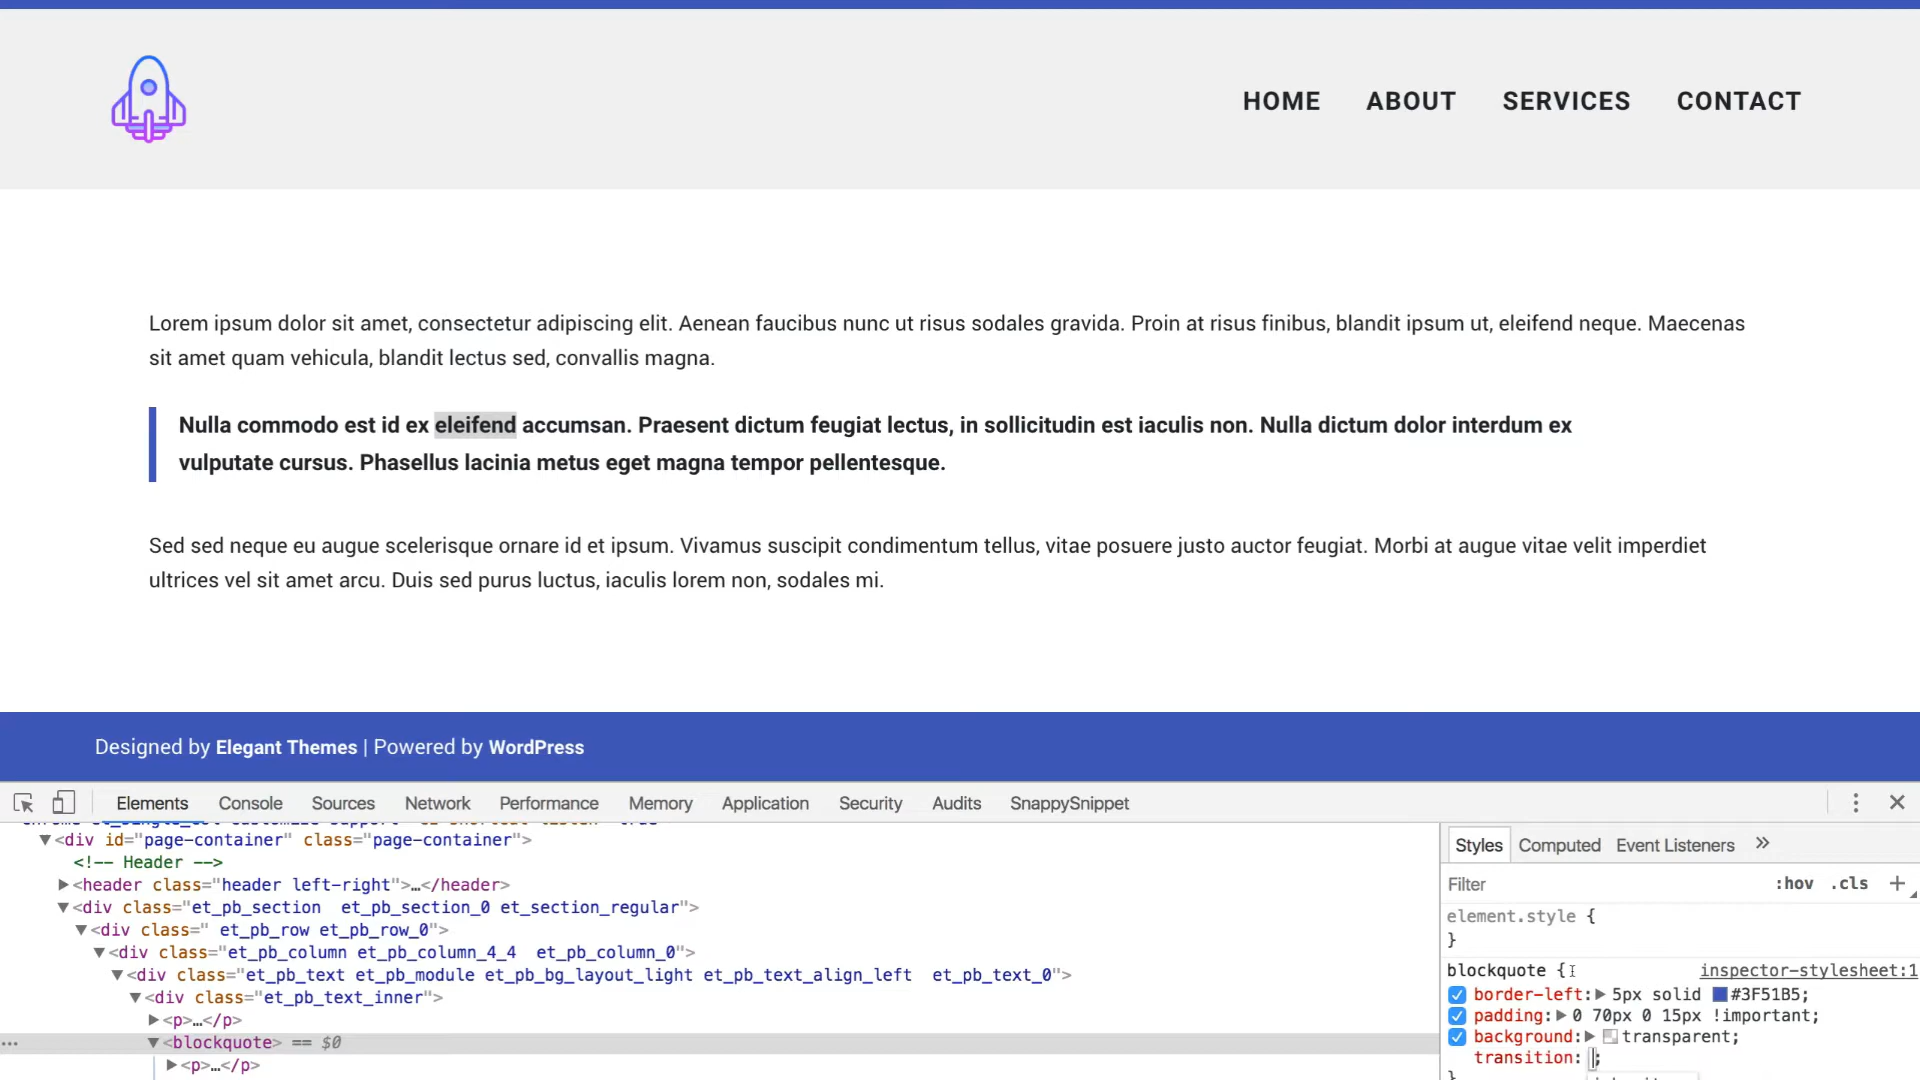 HOME ABOUT SERVICES CONTACT
Lorem ipsum dolor sit amet, consectetur adipiscing elit. Aenean faucibus nunc ut risus sodales gravida. Proin at risus finibus, blandit ipsum ut, eleifend neque. Maecenas
sit amet quam vehicula, blandit lectus sed, convallis magna.
Nulla commodo est id ex eleifend accumsan. Praesent dictum feugiat lectus, in sollicitudin est iaculis non. Nulla dictum dolor interdum ex
vulputate cursus. Phasellus lacinia metus eget magna tempor pellentesque.
Sed sed neque eu augue scelerisque ornare id et ipsum. Vivamus suscipit condimentum tellus, vitae posuere justo auctor feugiat. Morbi at augue vitae velit imperdiet
ultrices vel sit amet arcu. Duis sed purus luctus, iaculis lorem non, sodales mi.
Designed by Elegant Themes | Powered by WordPress
Elements Console Sources Network Performance Memory Application Security Audits SnappySnippet
▼<div id="page-container" class="page-container">
<!-- Header -->
▶<header class="header left-right">…</header>
▼<div class="et_pb_section  et_pb_section_0 et_section_regular">
▼<div class=" et_pb_row et_pb_row_0">
▼<div class="et_pb_column et_pb_column_4_4  et_pb_column_0">
▼<div class="et_pb_text et_pb_module et_pb_bg_layout_light et_pb_text_align_left  et_pb_text_0">
▼<div class="et_pb_text_inner">
▶<p>…</p>
… ▼<blockquote> == $0
▶<p>…</p>
Styles Computed Event Listeners »
Filter :hov .cls +
element.style {
}
blockquote { inspector-stylesheet:1
border-left:▶ 5px solid #3F51B5;
padding:▶ 0 70px 0 15px !important;
background:▶ transparent;
transition: ;
}